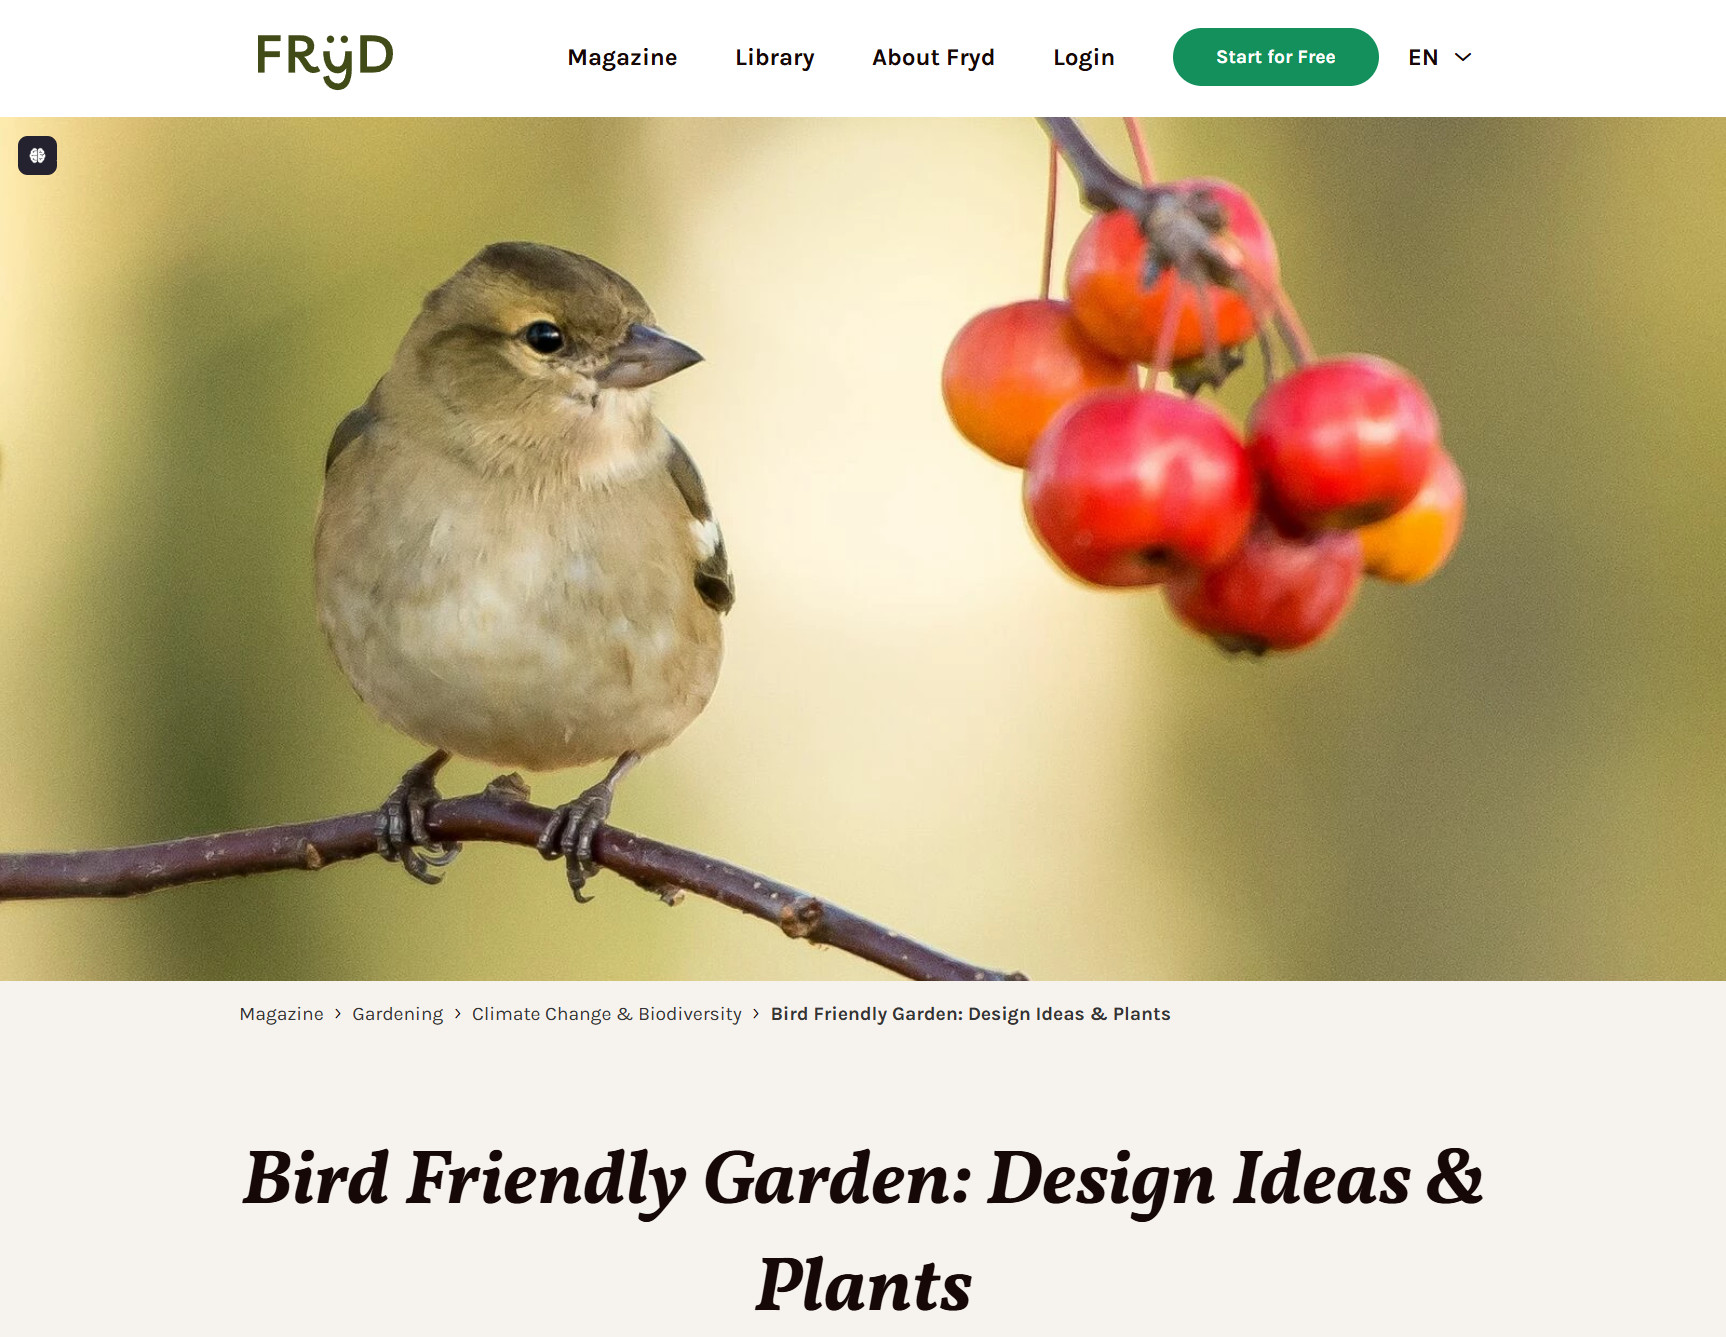 FRÿD
Magazine Library About Fryd Login Start for Free EN
Magazine › Gardening › Climate Change & Biodiversity › Bird Friendly Garden: Design Ideas & Plants
Bird Friendly Garden: Design Ideas &
Plants